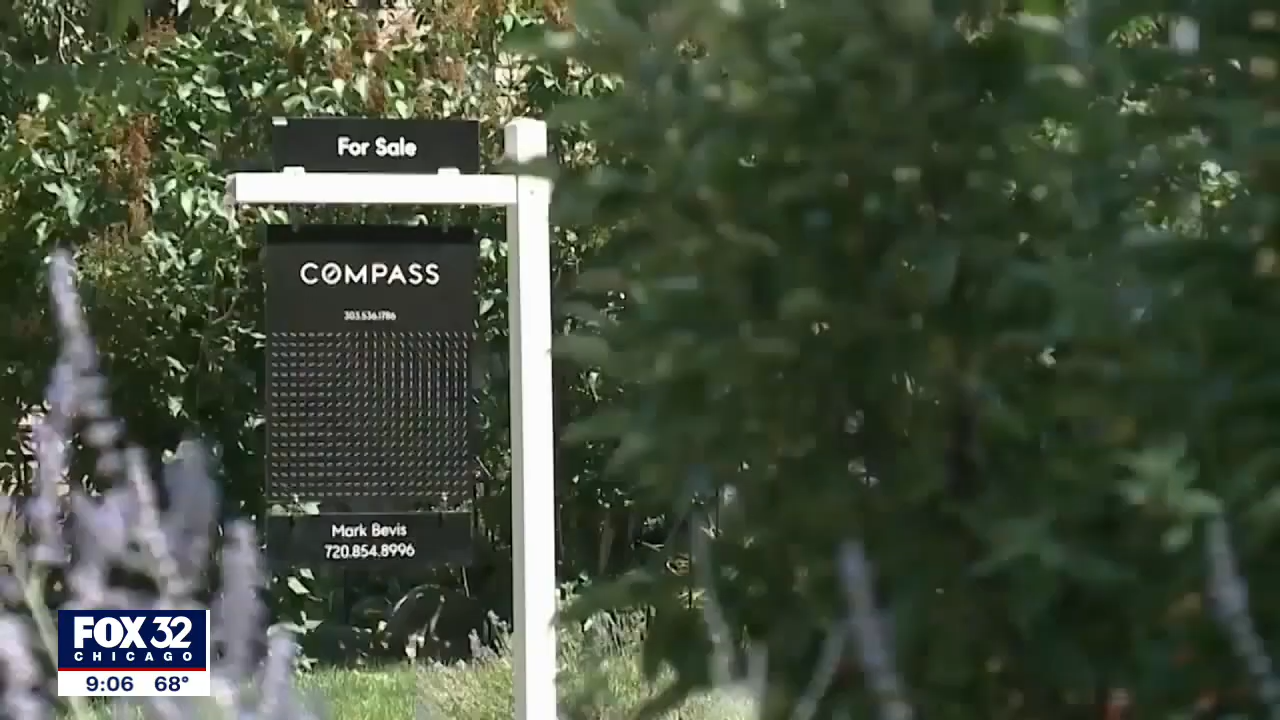 For Sale
COMPASS
303.536.1786
Mark Bevis
720.854.8996
FOX 32
CHICAGO
9:06 68°